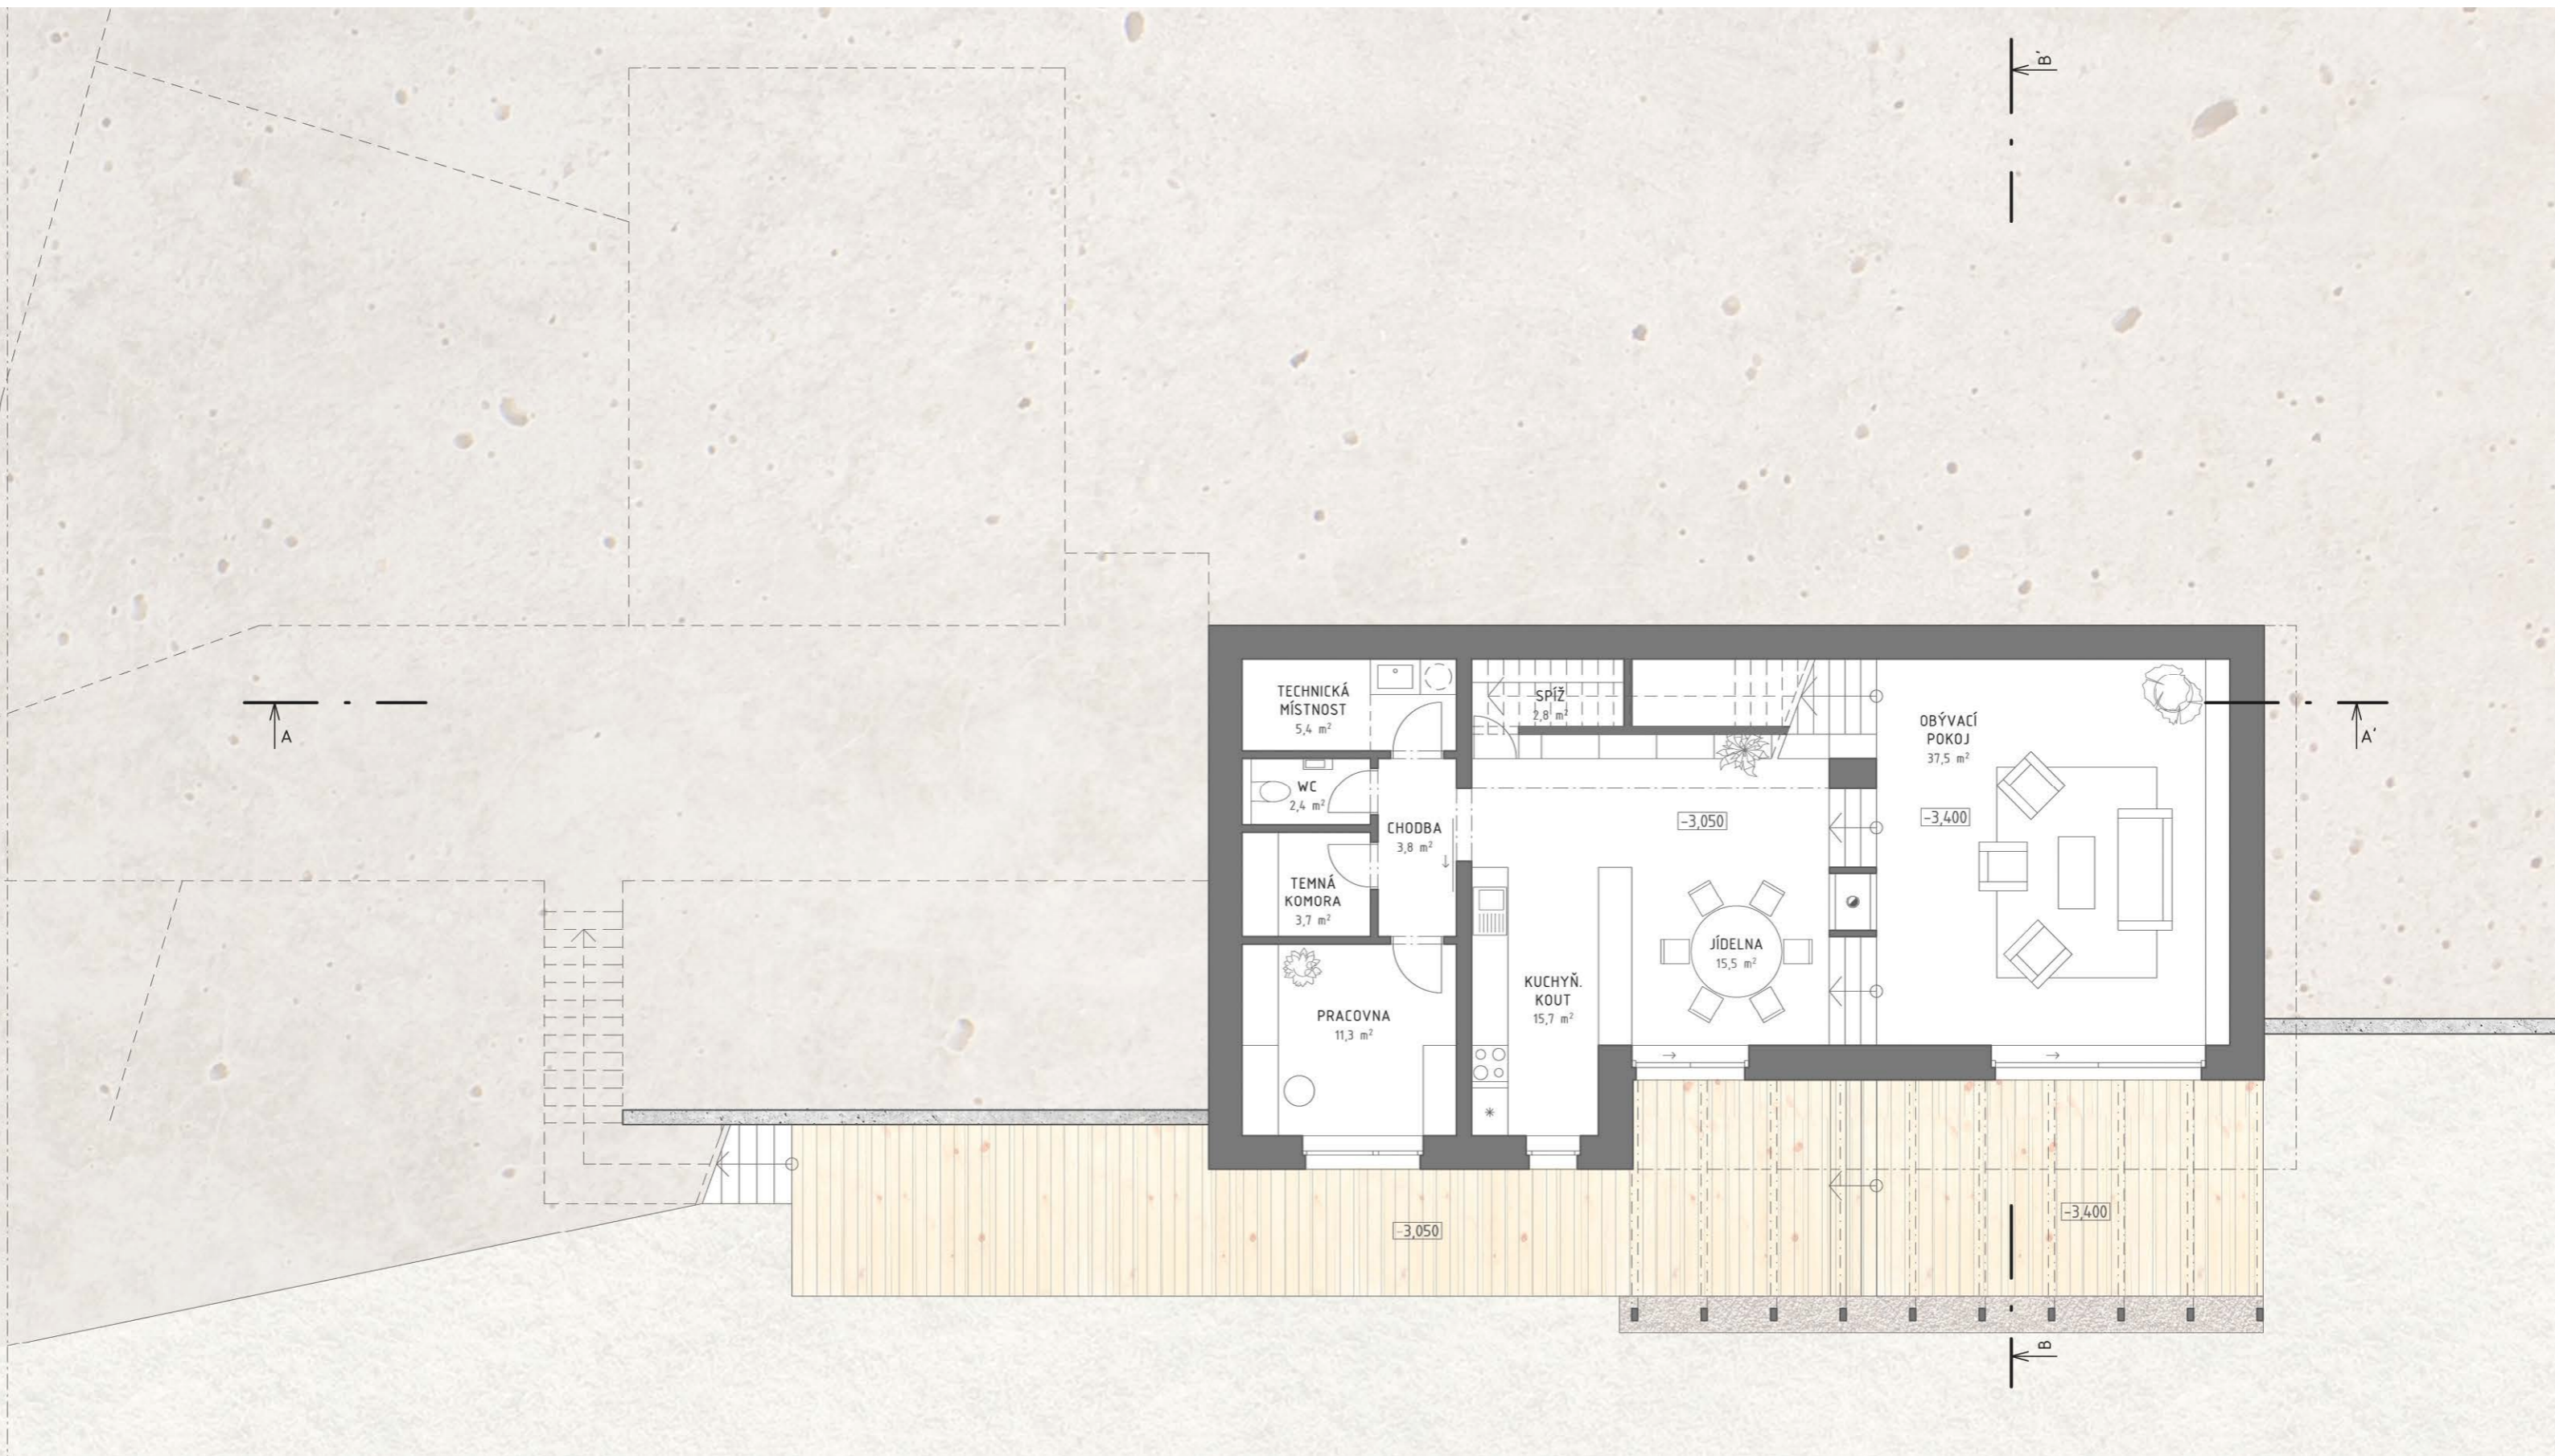 B'
TECHNICKÁ
MÍSTNOST
5,4 m²
SPÍŽ
2,8 m²
OBÝVACÍ
POKOJ
37,5 m²
A
A'
WC
2,4 m²
CHODBA
3,8 m²
-3,050
-3,400
TEMNÁ
KOMORA
3,7 m²
JÍDELNA
15,5 m²
KUCHYŇ.
KOUT
15,7 m²
PRACOVNA
11,3 m²
-3,050
-3,400
B